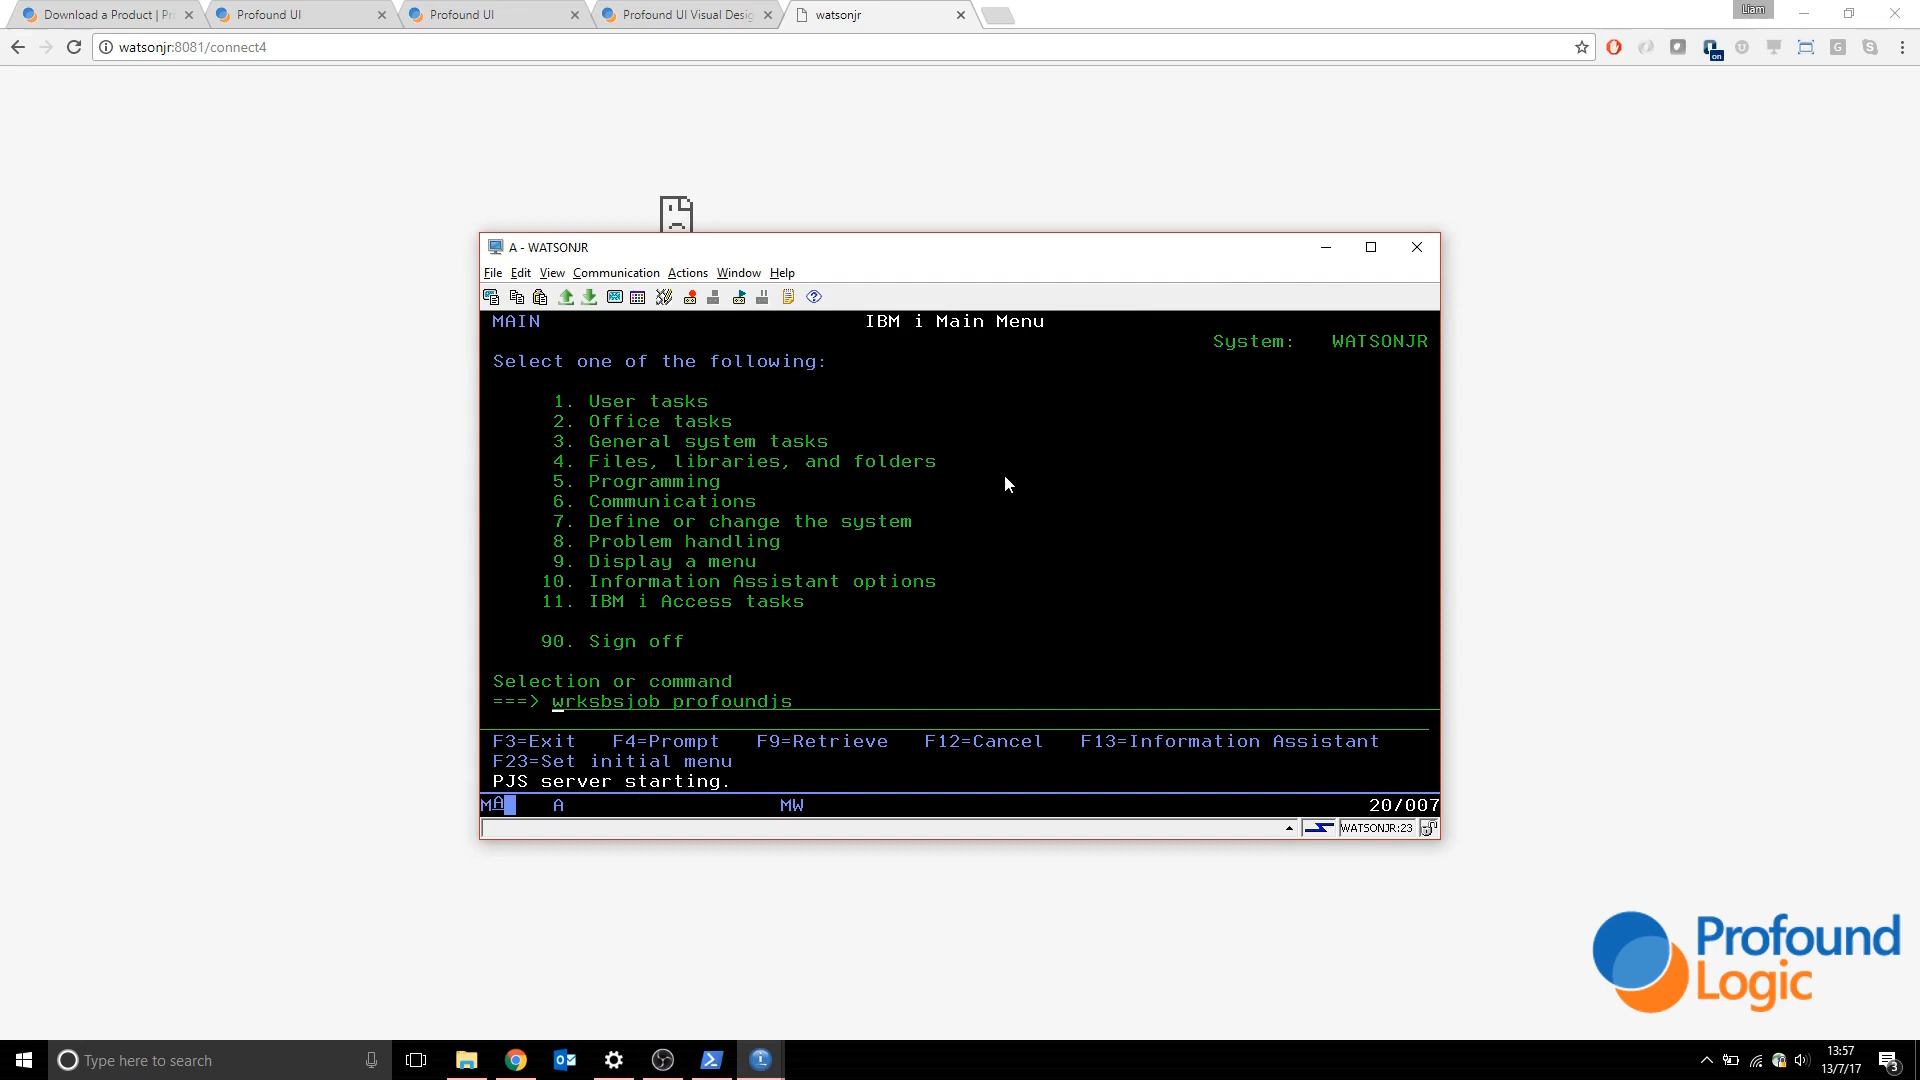 Download a Product | Pr
Profound UI
Profound UI
Profound UI Visual Desig
watsonjr
Liam
watsonjr:8081/connect4
on
A - WATSONJR
File Edit View Communication Actions Window Help
MAIN IBM i Main Menu
System: WATSONJR
Select one of the following:
1. User tasks
2. Office tasks
3. General system tasks
4. Files, libraries, and folders
5. Programming
6. Communications
7. Define or change the system
8. Problem handling
9. Display a menu
10. Information Assistant options
11. IBM i Access tasks
90. Sign off
Selection or command
===> wrksbsjob profoundjs
F3=Exit F4=Prompt F9=Retrieve F12=Cancel F13=Information Assistant
F23=Set initial menu
PJS server starting.
MA A MW 20/007
WATSONJR:23
Profound
Logic
Type here to search
13:57
13/7/17
3